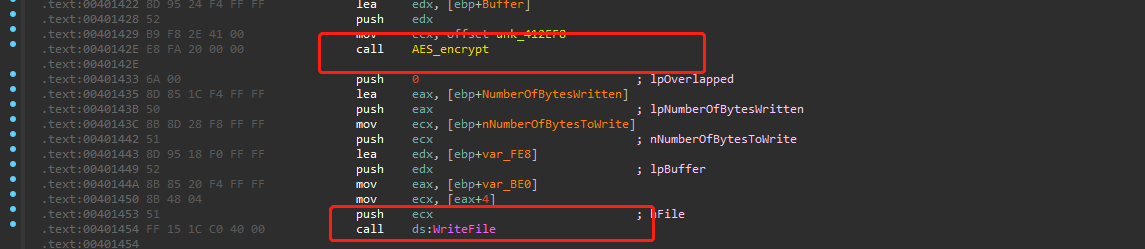 .text:00401422 8D 95 24 F4 FF FF lea edx, [ebp+Buffer]
.text:00401428 52 push edx
.text:00401429 B9 F8 2E 41 00 mov ecx, offset unk_412EF8
.text:0040142E E8 FA 20 00 00 call AES_encrypt
.text:0040142E
.text:00401433 6A 00 push 0 ; lpOverlapped
.text:00401435 8D 85 1C F4 FF FF lea eax, [ebp+NumberOfBytesWritten]
.text:0040143B 50 push eax ; lpNumberOfBytesWritten
.text:0040143C 8B 8D 28 F8 FF FF mov ecx, [ebp+nNumberOfBytesToWrite]
.text:00401442 51 push ecx ; nNumberOfBytesToWrite
.text:00401443 8D 95 18 F0 FF FF lea edx, [ebp+var_FE8]
.text:00401449 52 push edx ; lpBuffer
.text:0040144A 8B 85 20 F4 FF FF mov eax, [ebp+var_BE0]
.text:00401450 8B 48 04 mov ecx, [eax+4]
.text:00401453 51 push ecx ; hFile
.text:00401454 FF 15 1C C0 40 00 call ds:WriteFile
.text:00401454